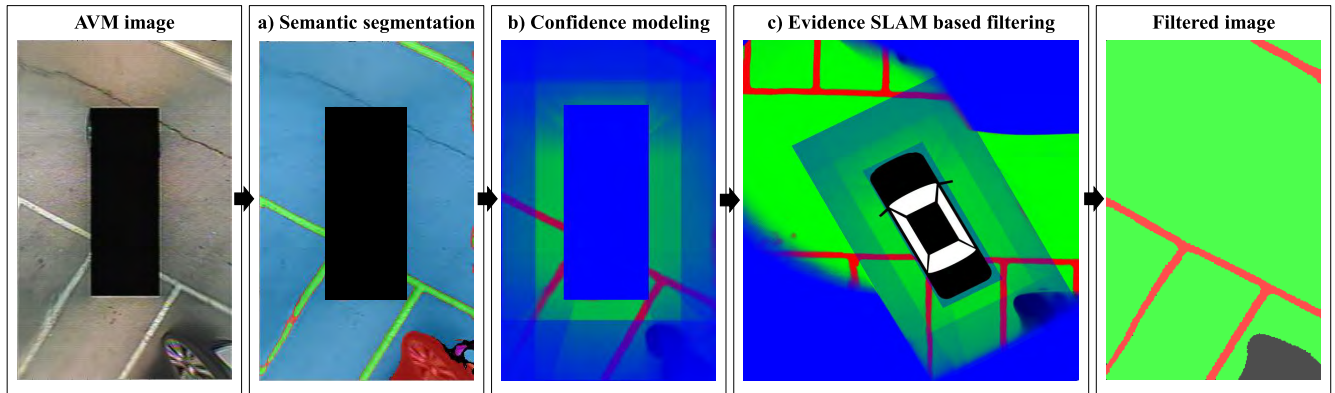 AVM image
a) Semantic segmentation
b) Confidence modeling
c) Evidence SLAM based filtering
Filtered image